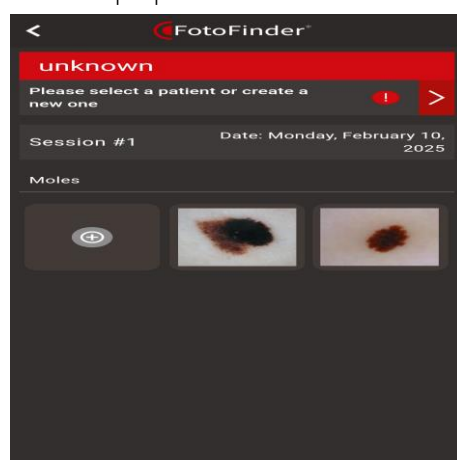 FotoFinder
unknown
Please select a patient or create a
new one
!
>
Session #1
Date: Monday, February 10,
2025
Moles